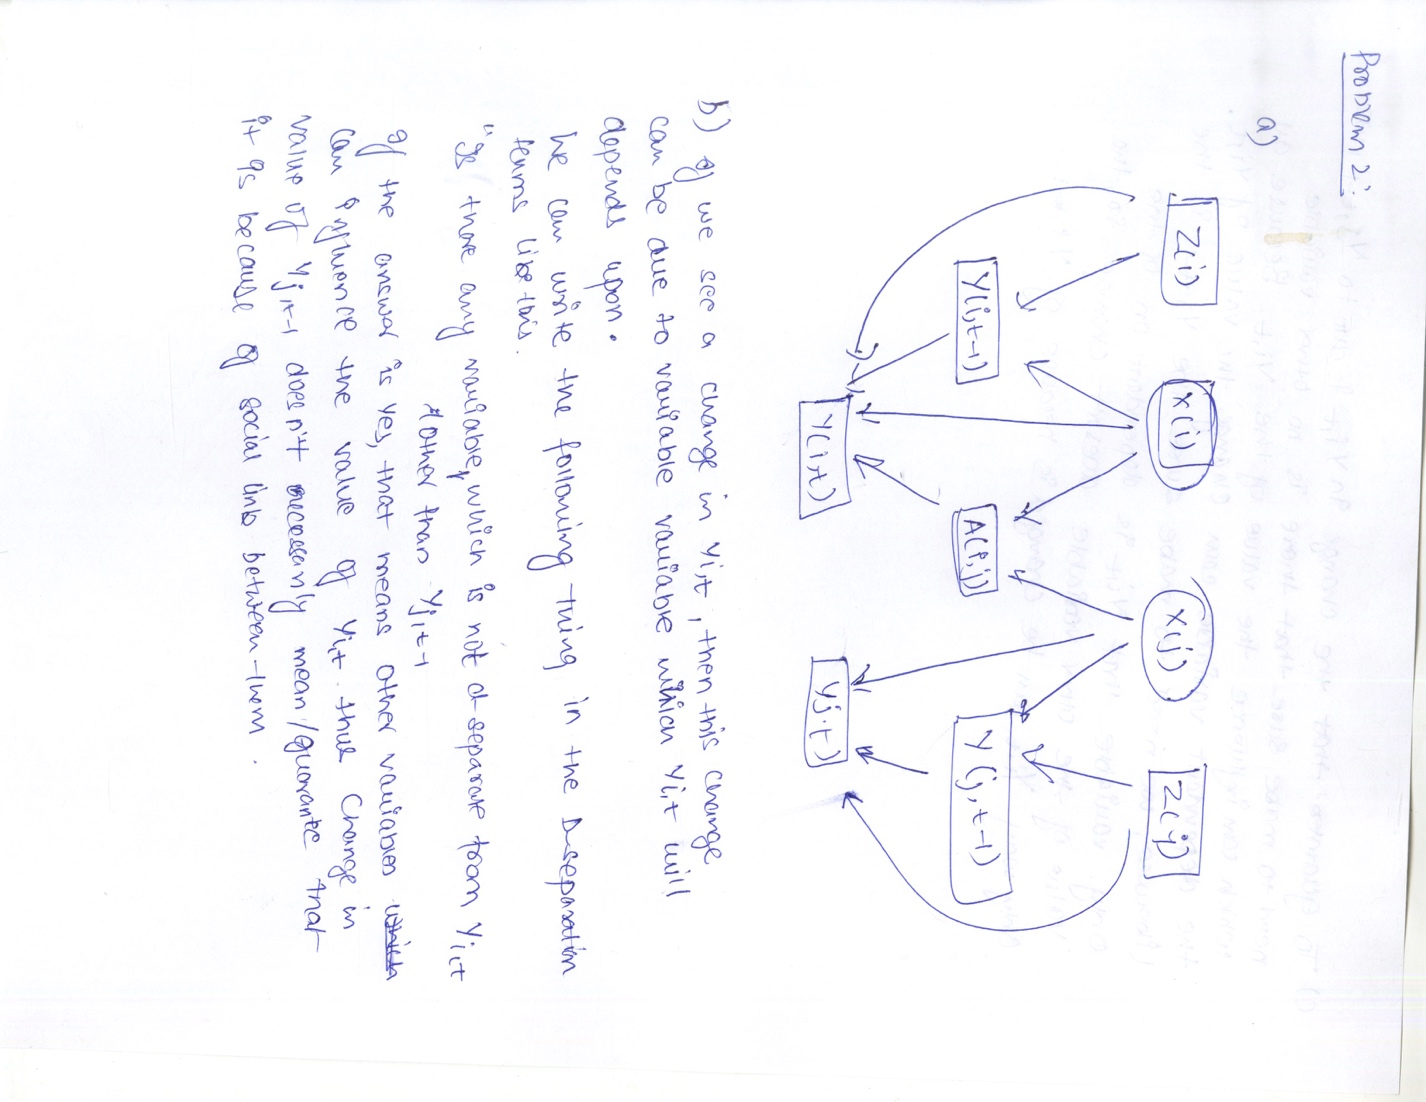 Problem 2:
a)
Z(i) X(i) X(j) Z(j)
Y(i,t-1) A(i,j) Y(j,t-1)
Y(i,t) Yj,t)
b) If we see a change in Yi,t, then this change
can be due to variable variable which Yi,t will
depends upon.
We can write the following thing in the D-separation
terms like this.
"Is there any variable, which is not d-separate from Yi,t
other than Yj,t-1
If the answer is yes, that means other variables
can influence the value of Yi,t. thus change in
value of Yj,t-1 doesn't necessarily mean/guarante that
it is because of social link between them.